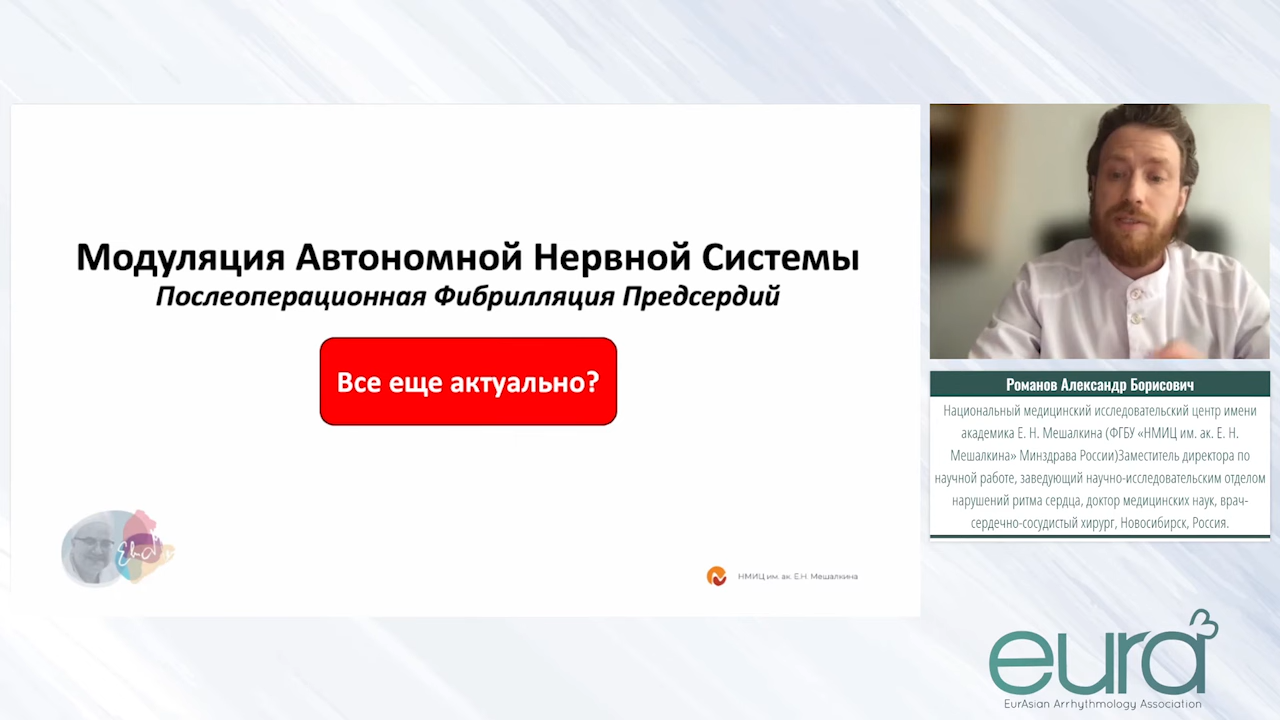 Модуляция Автономной Нервной Системы
Послеоперационная Фибрилляция Предсердий
Все еще актуально?
НМИЦ им. ак. Е.Н. Мешалкина
Романов Александр Борисович
Национальный медицинский исследовательский центр имени
академика Е. Н. Мешалкина (ФГБУ «НМИЦ им. ак. Е. Н.
Мешалкина» Минздрава России)Заместитель директора по
научной работе, заведующий научно-исследовательским отделом
нарушений ритма сердца, доктор медицинских наук, врач-
сердечно-сосудистый хирург, Новосибирск, Россия.
eura
EurAsian Arrhythmology Association